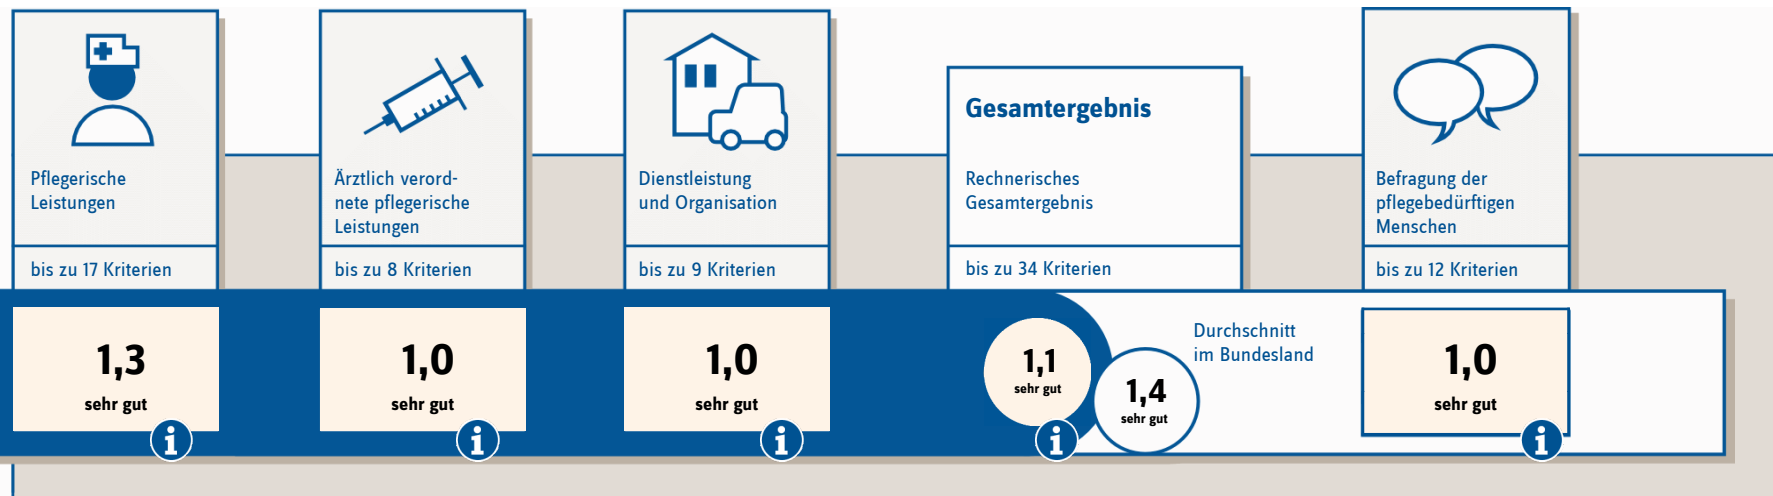 Pflegerische
Leistungen
bis zu 17 Kriterien
1,3
sehr gut
i
Ärztlich verord-
nete pflegerische
Leistungen
bis zu 8 Kriterien
1,0
sehr gut
i
Dienstleistung
und Organisation
bis zu 9 Kriterien
1,0
sehr gut
i
Gesamtergebnis
Rechnerisches
Gesamtergebnis
bis zu 34 Kriterien
1,1
sehr gut
i
1,4
sehr gut
Durchschnitt
im Bundesland
Befragung der
pflegebedürftigen
Menschen
bis zu 12 Kriterien
1,0
sehr gut
i